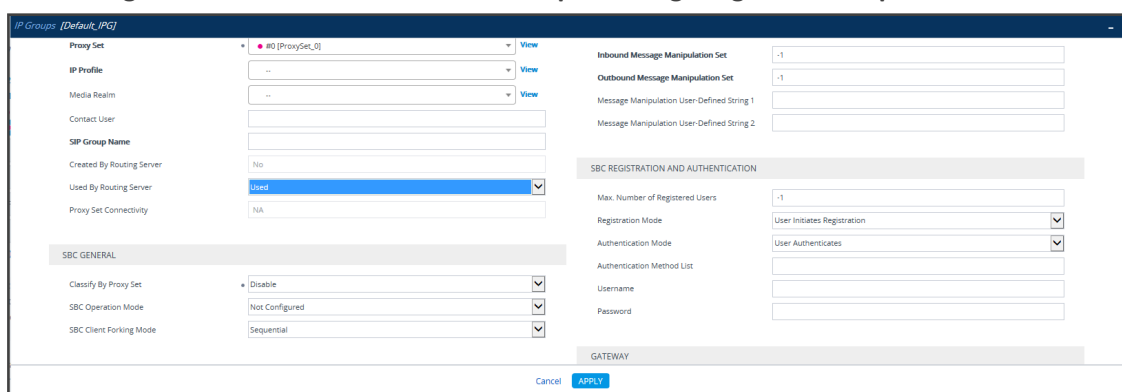 IP Groups [Default_IPG] –
Proxy Set #0 [ProxySet_0] View
IP Profile -- View
Media Realm -- View
Contact User
SIP Group Name
Created By Routing Server No
Used By Routing Server Used
Proxy Set Connectivity NA
SBC GENERAL
Classify By Proxy Set Disable
SBC Operation Mode Not Configured
SBC Client Forking Mode Sequential
Inbound Message Manipulation Set -1
Outbound Message Manipulation Set -1
Message Manipulation User-Defined String 1
Message Manipulation User-Defined String 2
SBC REGISTRATION AND AUTHENTICATION
Max. Number of Registered Users -1
Registration Mode User Initiates Registration
Authentication Mode User Authenticates
Authentication Method List
Username
Password
GATEWAY
Cancel APPLY